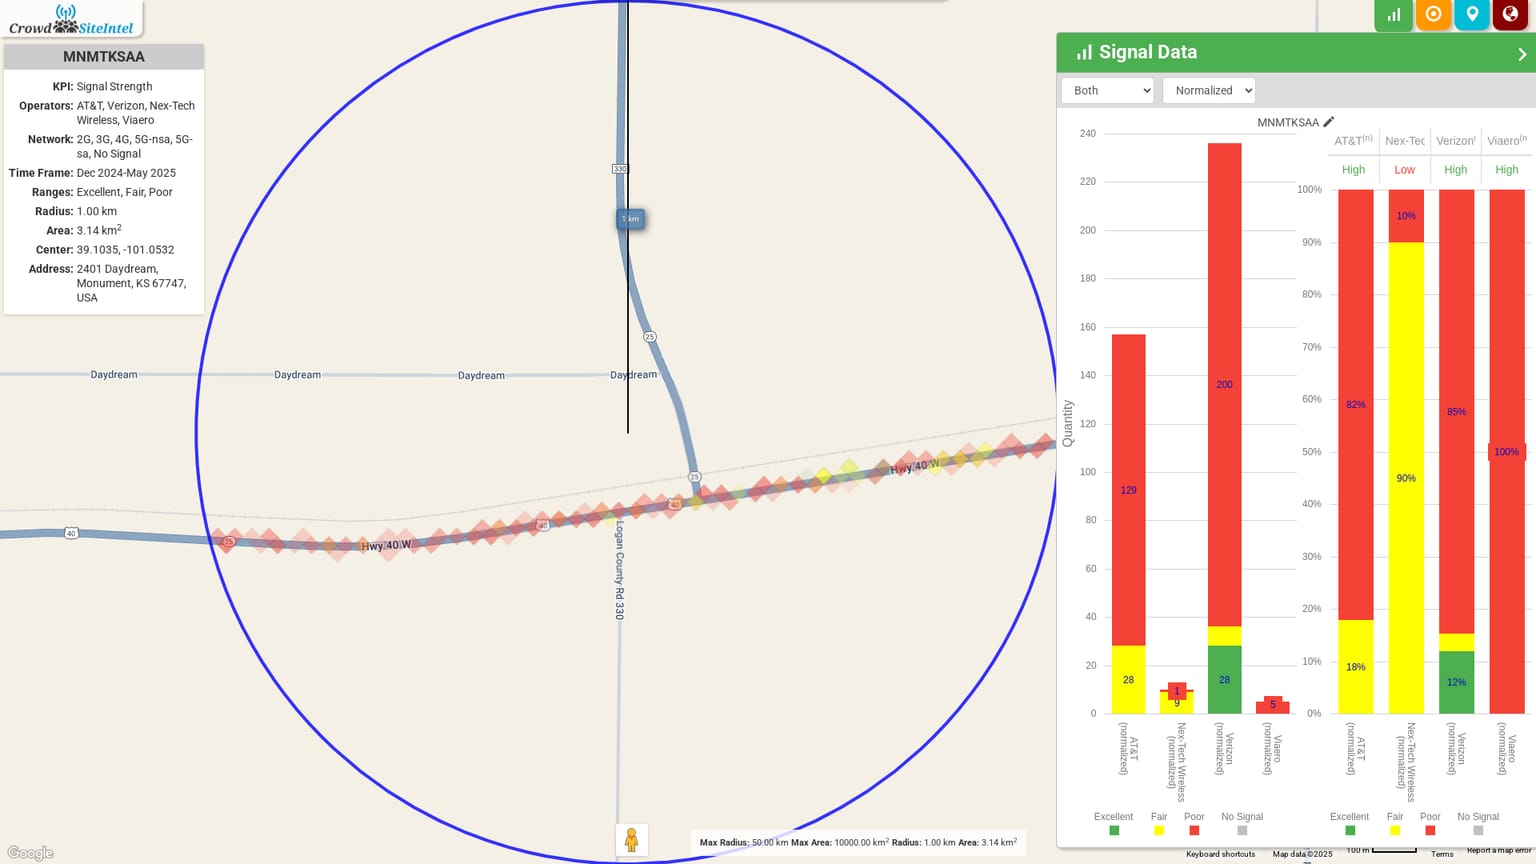 Crowd SiteIntel
MNMTKSAA
KPI: Signal Strength
Operators: AT&T, Verizon, Nex-Tech
Wireless, Viaero
Network: 2G, 3G, 4G, 5G-nsa, 5G-
sa, No Signal
Time Frame: Dec 2024-May 2025
Ranges: Excellent, Fair, Poor
Radius: 1.00 km
Area: 3.14 km2
Center: 39.1035, -101.0532
Address: 2401 Daydream,
Monument, KS 67747,
USA
330
1 km
25
Daydream Daydream Daydream Daydream
25
Hwy 40 W
40
40
40
25
Hwy 40 W
Logan County Rd 330
Google
Max Radius: 50.00 km Max Area: 10000.00 km2 Radius: 1.00 km Area: 3.14 km2
Signal Data
Both Normalized
MNMTKSAA
Quantity
240
220
200
180
160
140
120
100
80
60
40
20
0
129
28
1
9
200
28
5
AT&T
(normalized)
Nex-Tech Wireless
(normalized)
Verizon
(normalized)
Viaero
(normalized)
Excellent Fair Poor No Signal
AT&T(n) Nex-Tec Verizon Viaero(n
High Low High High
100%
90%
80%
70%
60%
50%
40%
30%
20%
10%
0%
82%
18%
10%
90%
85%
12%
100%
AT&T
(normalized)
Nex-Tech Wireless
(normalized)
Verizon
(normalized)
Viaero
(normalized)
Excellent Fair Poor No Signal
Keyboard shortcuts Map data ©2025 100 m Terms Report a map error